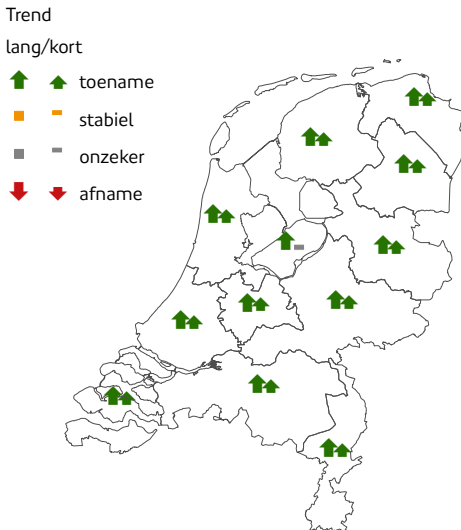 Trend
lang/kort
toename
stabiel
onzeker
afname